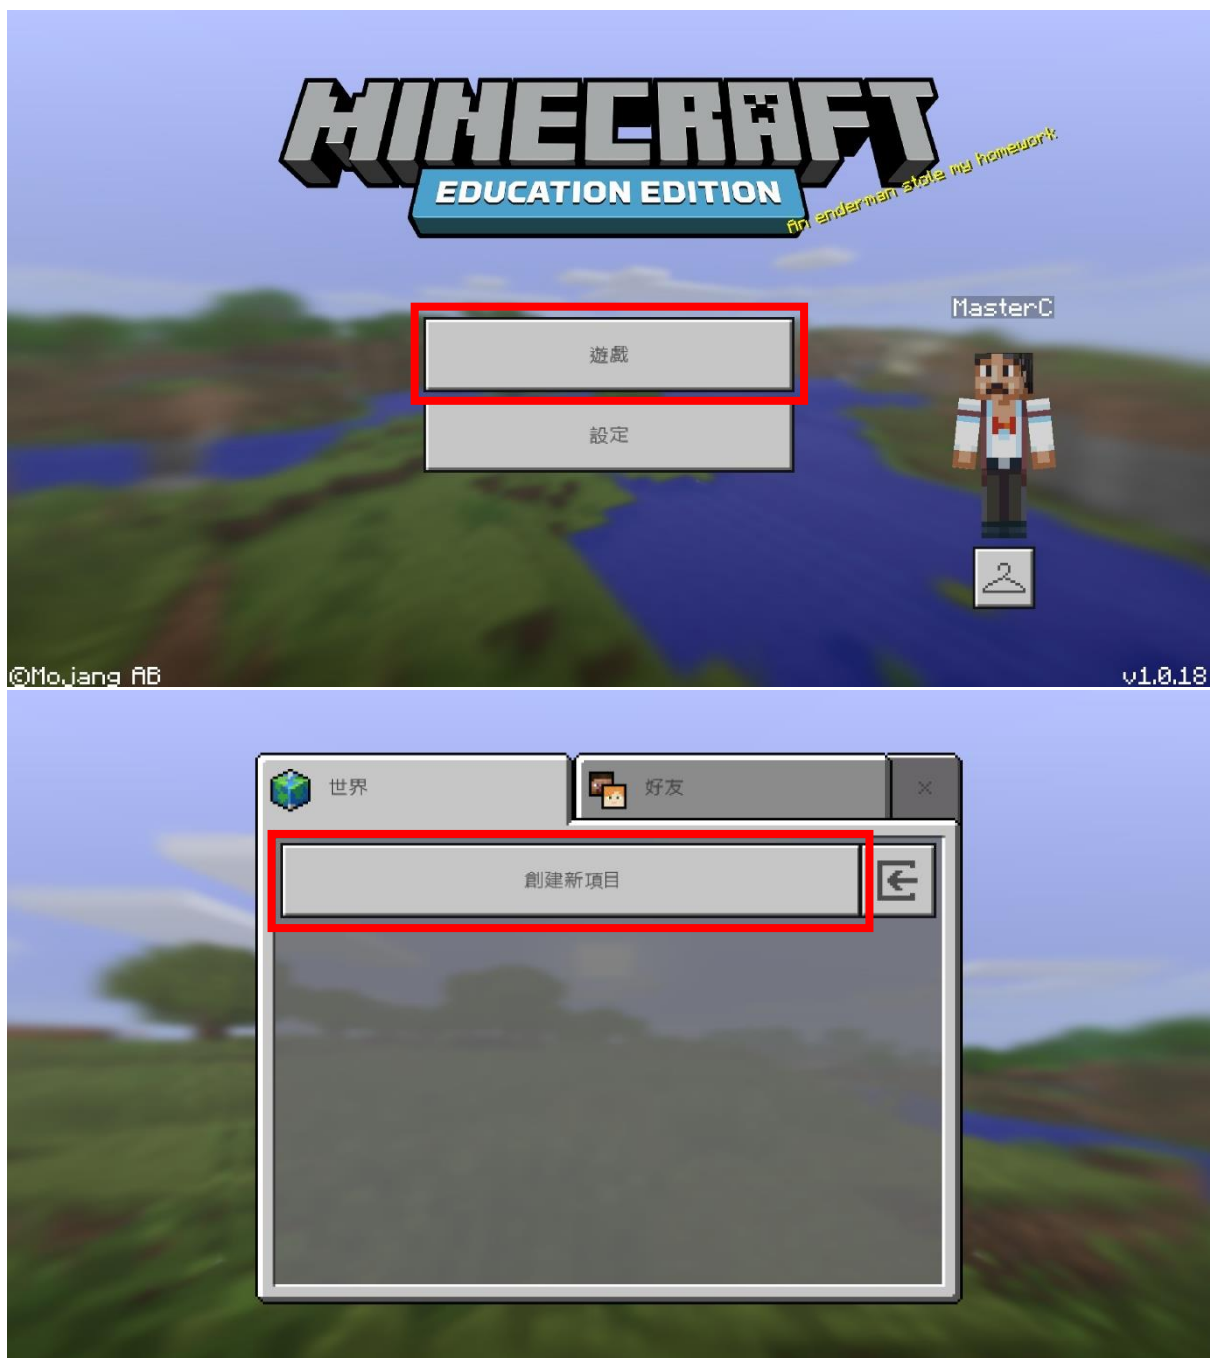 MINECRAFT
EDUCATION EDITION
An enderman stole my homework
MasterC
遊戲
設定
©Mojang AB
v1.0.18
世界
好友
創建新項目